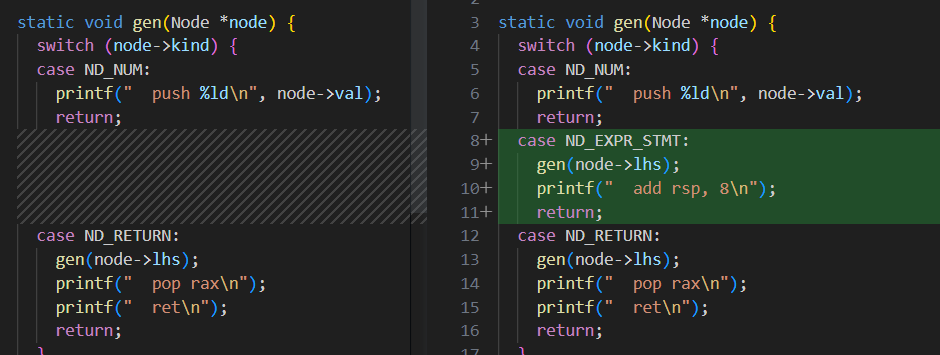 static void gen(Node *node) {
  switch (node->kind) {
  case ND_NUM:
    printf("  push %ld\n", node->val);
    return;
  case ND_RETURN:
    gen(node->lhs);
    printf("  pop rax\n");
    printf("  ret\n");
    return;
  }
3 static void gen(Node *node) {
4   switch (node->kind) {
5   case ND_NUM:
6     printf("  push %ld\n", node->val);
7     return;
8+   case ND_EXPR_STMT:
9+     gen(node->lhs);
10+     printf("  add rsp, 8\n");
11+     return;
12   case ND_RETURN:
13     gen(node->lhs);
14     printf("  pop rax\n");
15     printf("  ret\n");
16     return;
17   }